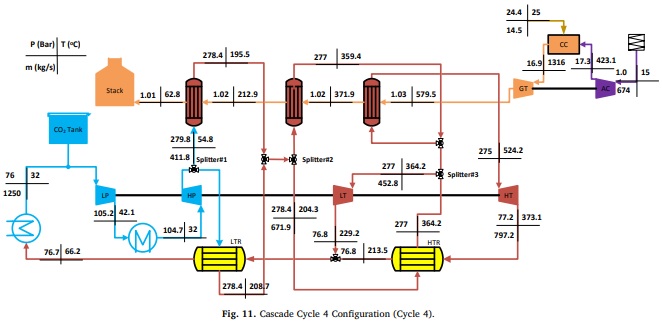 24.4 25
14.5
P (Bar) T (ºC)
m (kg/s)
278.4 195.5
277 359.4
CC
16.9 1316
17.3 423.1
1.0 15
674
Stack
1.01 62.8
1.02 212.9
1.02 371.9
1.03 579.5
GT
AC
CO₂ Tank
279.8 54.8
411.8
Splitter#1
Splitter#2
275 524.2
277 364.2
452.8
Splitter#3
76 32
1250
LP
HP
LT
HT
105.2 42.1
104.7 32
M
278.4 204.3
671.9
76.8 229.2
277 364.2
77.2 373.1
797.2
76.7 66.2
LTR
76.8 213.5
HTR
278.4 208.7
Fig. 11. Cascade Cycle 4 Configuration (Cycle 4).